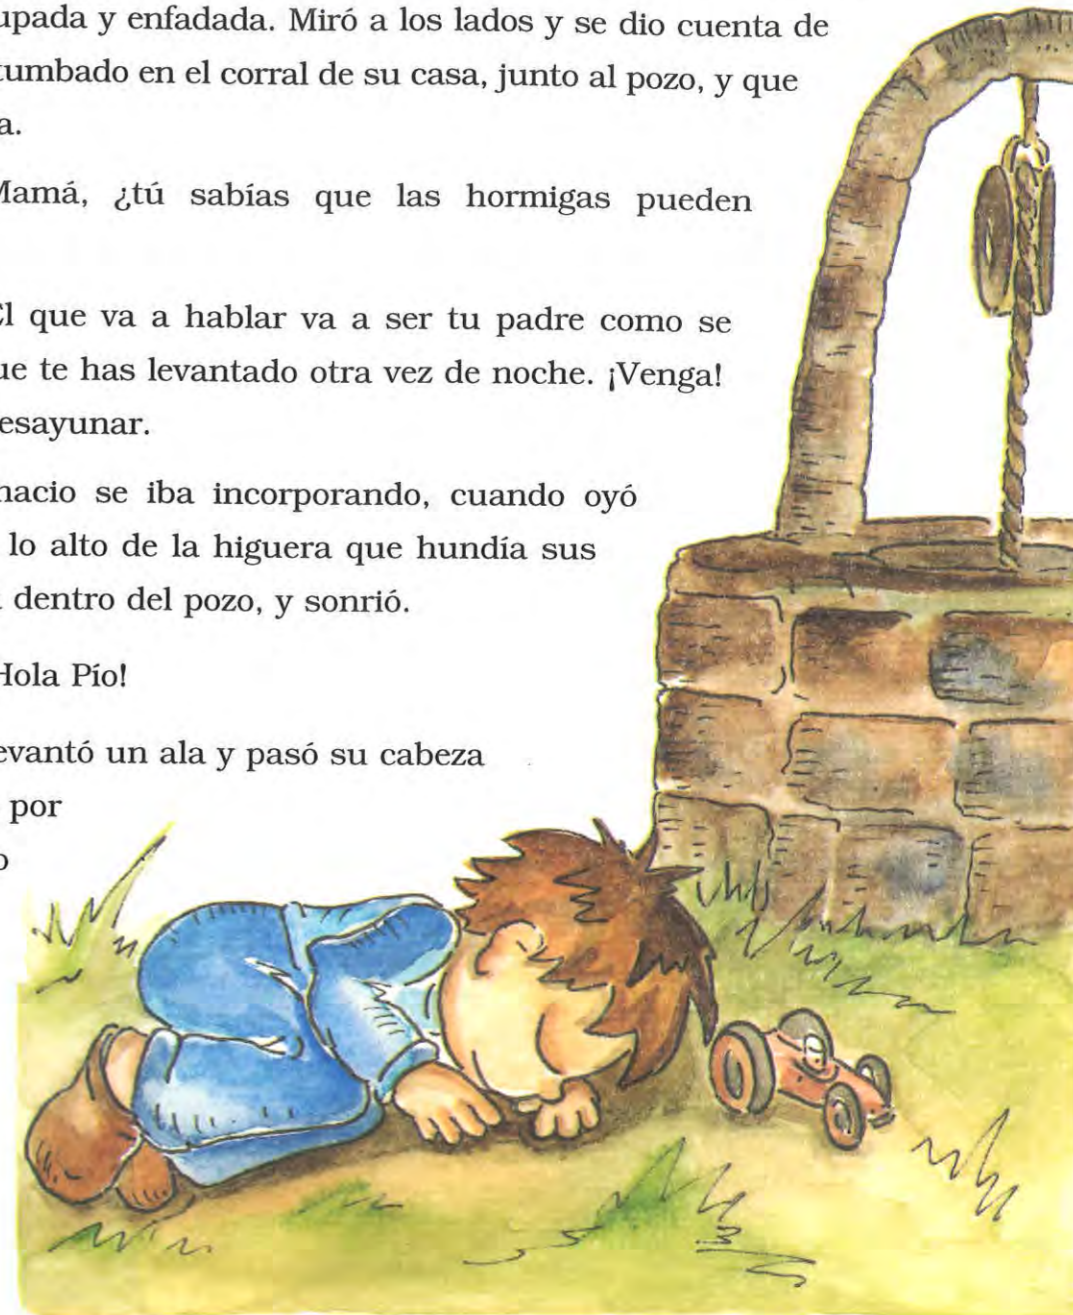 upada y enfadada. Miró a los lados y se dio cuenta de
tumbado en el corral de su casa, junto al pozo, y que
a.
Mamá, ¿tú sabías que las hormigas pueden
El que va a hablar va a ser tu padre como se
ue te has levantado otra vez de noche. ¡Venga!
esayunar.
nacio se iba incorporando, cuando oyó
lo alto de la higuera que hundía sus
dentro del pozo, y sonrió.
Hola Pío!
evantó un ala y pasó su cabeza
por
o